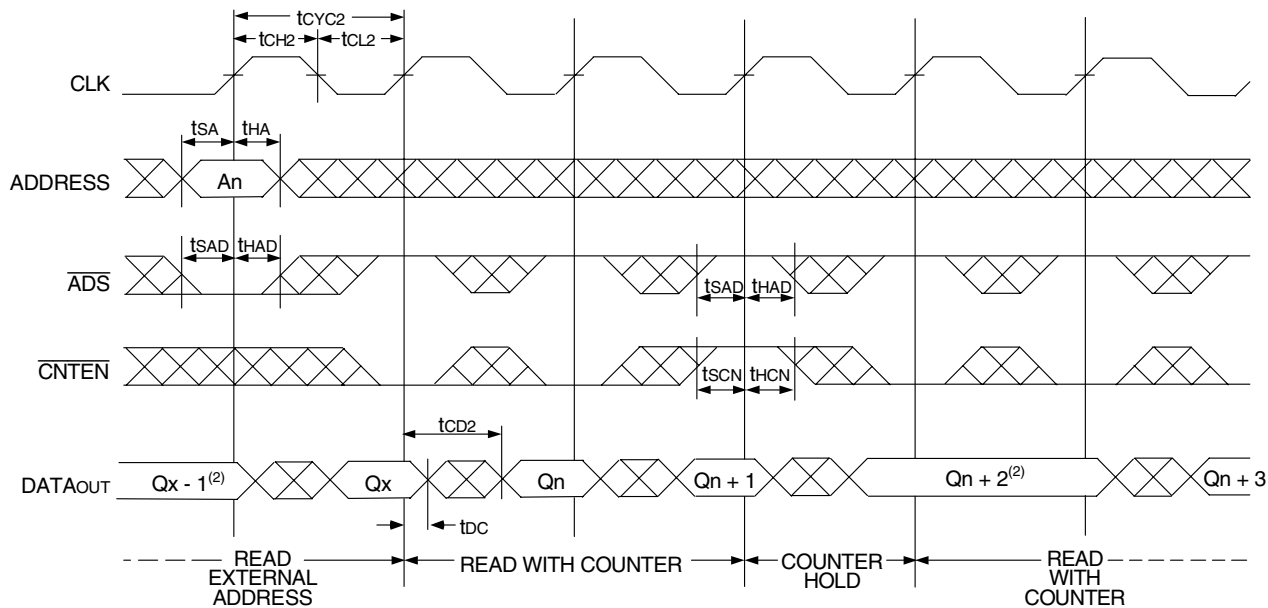 tCYC2
tCH2 tCL2
CLK
tSA tHA
ADDRESS An
tSAD tHAD
ADS
tSAD tHAD
CNTEN
tSCN tHCN
tCD2
DATAOUT Qx - 1(2) Qx Qn Qn + 1 Qn + 2(2) Qn + 3
tDC
READ EXTERNAL ADDRESS
READ WITH COUNTER
COUNTER HOLD
READ WITH COUNTER